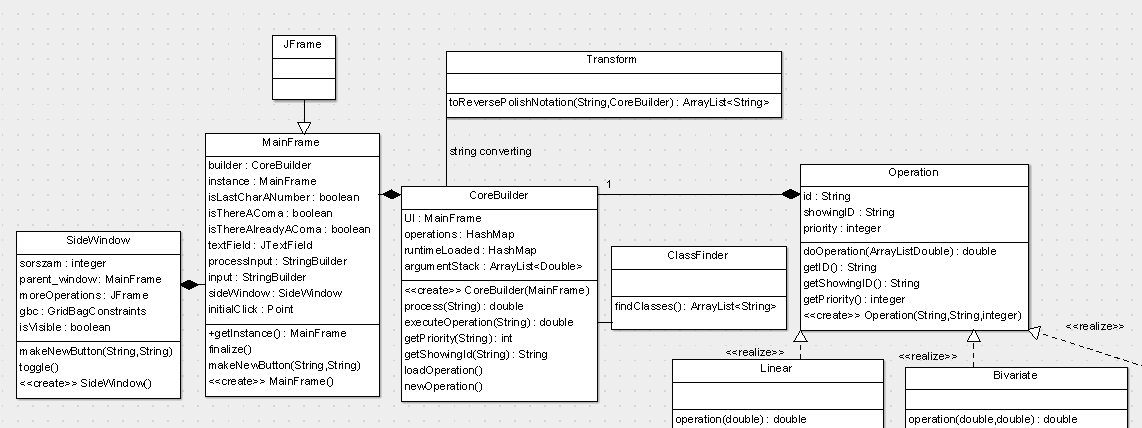 JFrame
Transform
toReversePolishNotation(String,CoreBuilder) : ArrayList<String>
string converting
MainFrame
builder : CoreBuilder
instance : MainFrame
isLastCharANumber : boolean
isThereAComa : boolean
isThereAlreadyAComa : boolean
textField : JTextField
processInput : StringBuilder
input : StringBuilder
sideWindow : SideWindow
initialClick : Point
+getInstance() : MainFrame
finalize()
makeNewButton(String,String)
<<create>> MainFrame()
SideWindow
sorszam : integer
parent_window : MainFrame
moreOperations : JFrame
gbc : GridBagConstraints
isVisible : boolean
makeNewButton(String,String)
toggle()
<<create>> SideWindow()
CoreBuilder
UI : MainFrame
operations : HashMap
runtimeLoaded : HashMap
argumentStack : ArrayList<Double>
<<create>> CoreBuilder(MainFrame)
process(String) : double
executeOperation(String) : double
getPriority(String) : int
getShowingId(String) : String
loadOperation()
newOperation()
1
ClassFinder
findClasses() : ArrayList<String>
Operation
id : String
showingID : String
priority : integer
doOperation(ArrayListDouble) : double
getID() : String
getShowingID() : String
getPriority() : integer
<<create>> Operation(String,String,integer)
<<realize>>
<<realize>>
<<realize>>
Linear
operation(double) : double
Bivariate
operation(double,double) : double